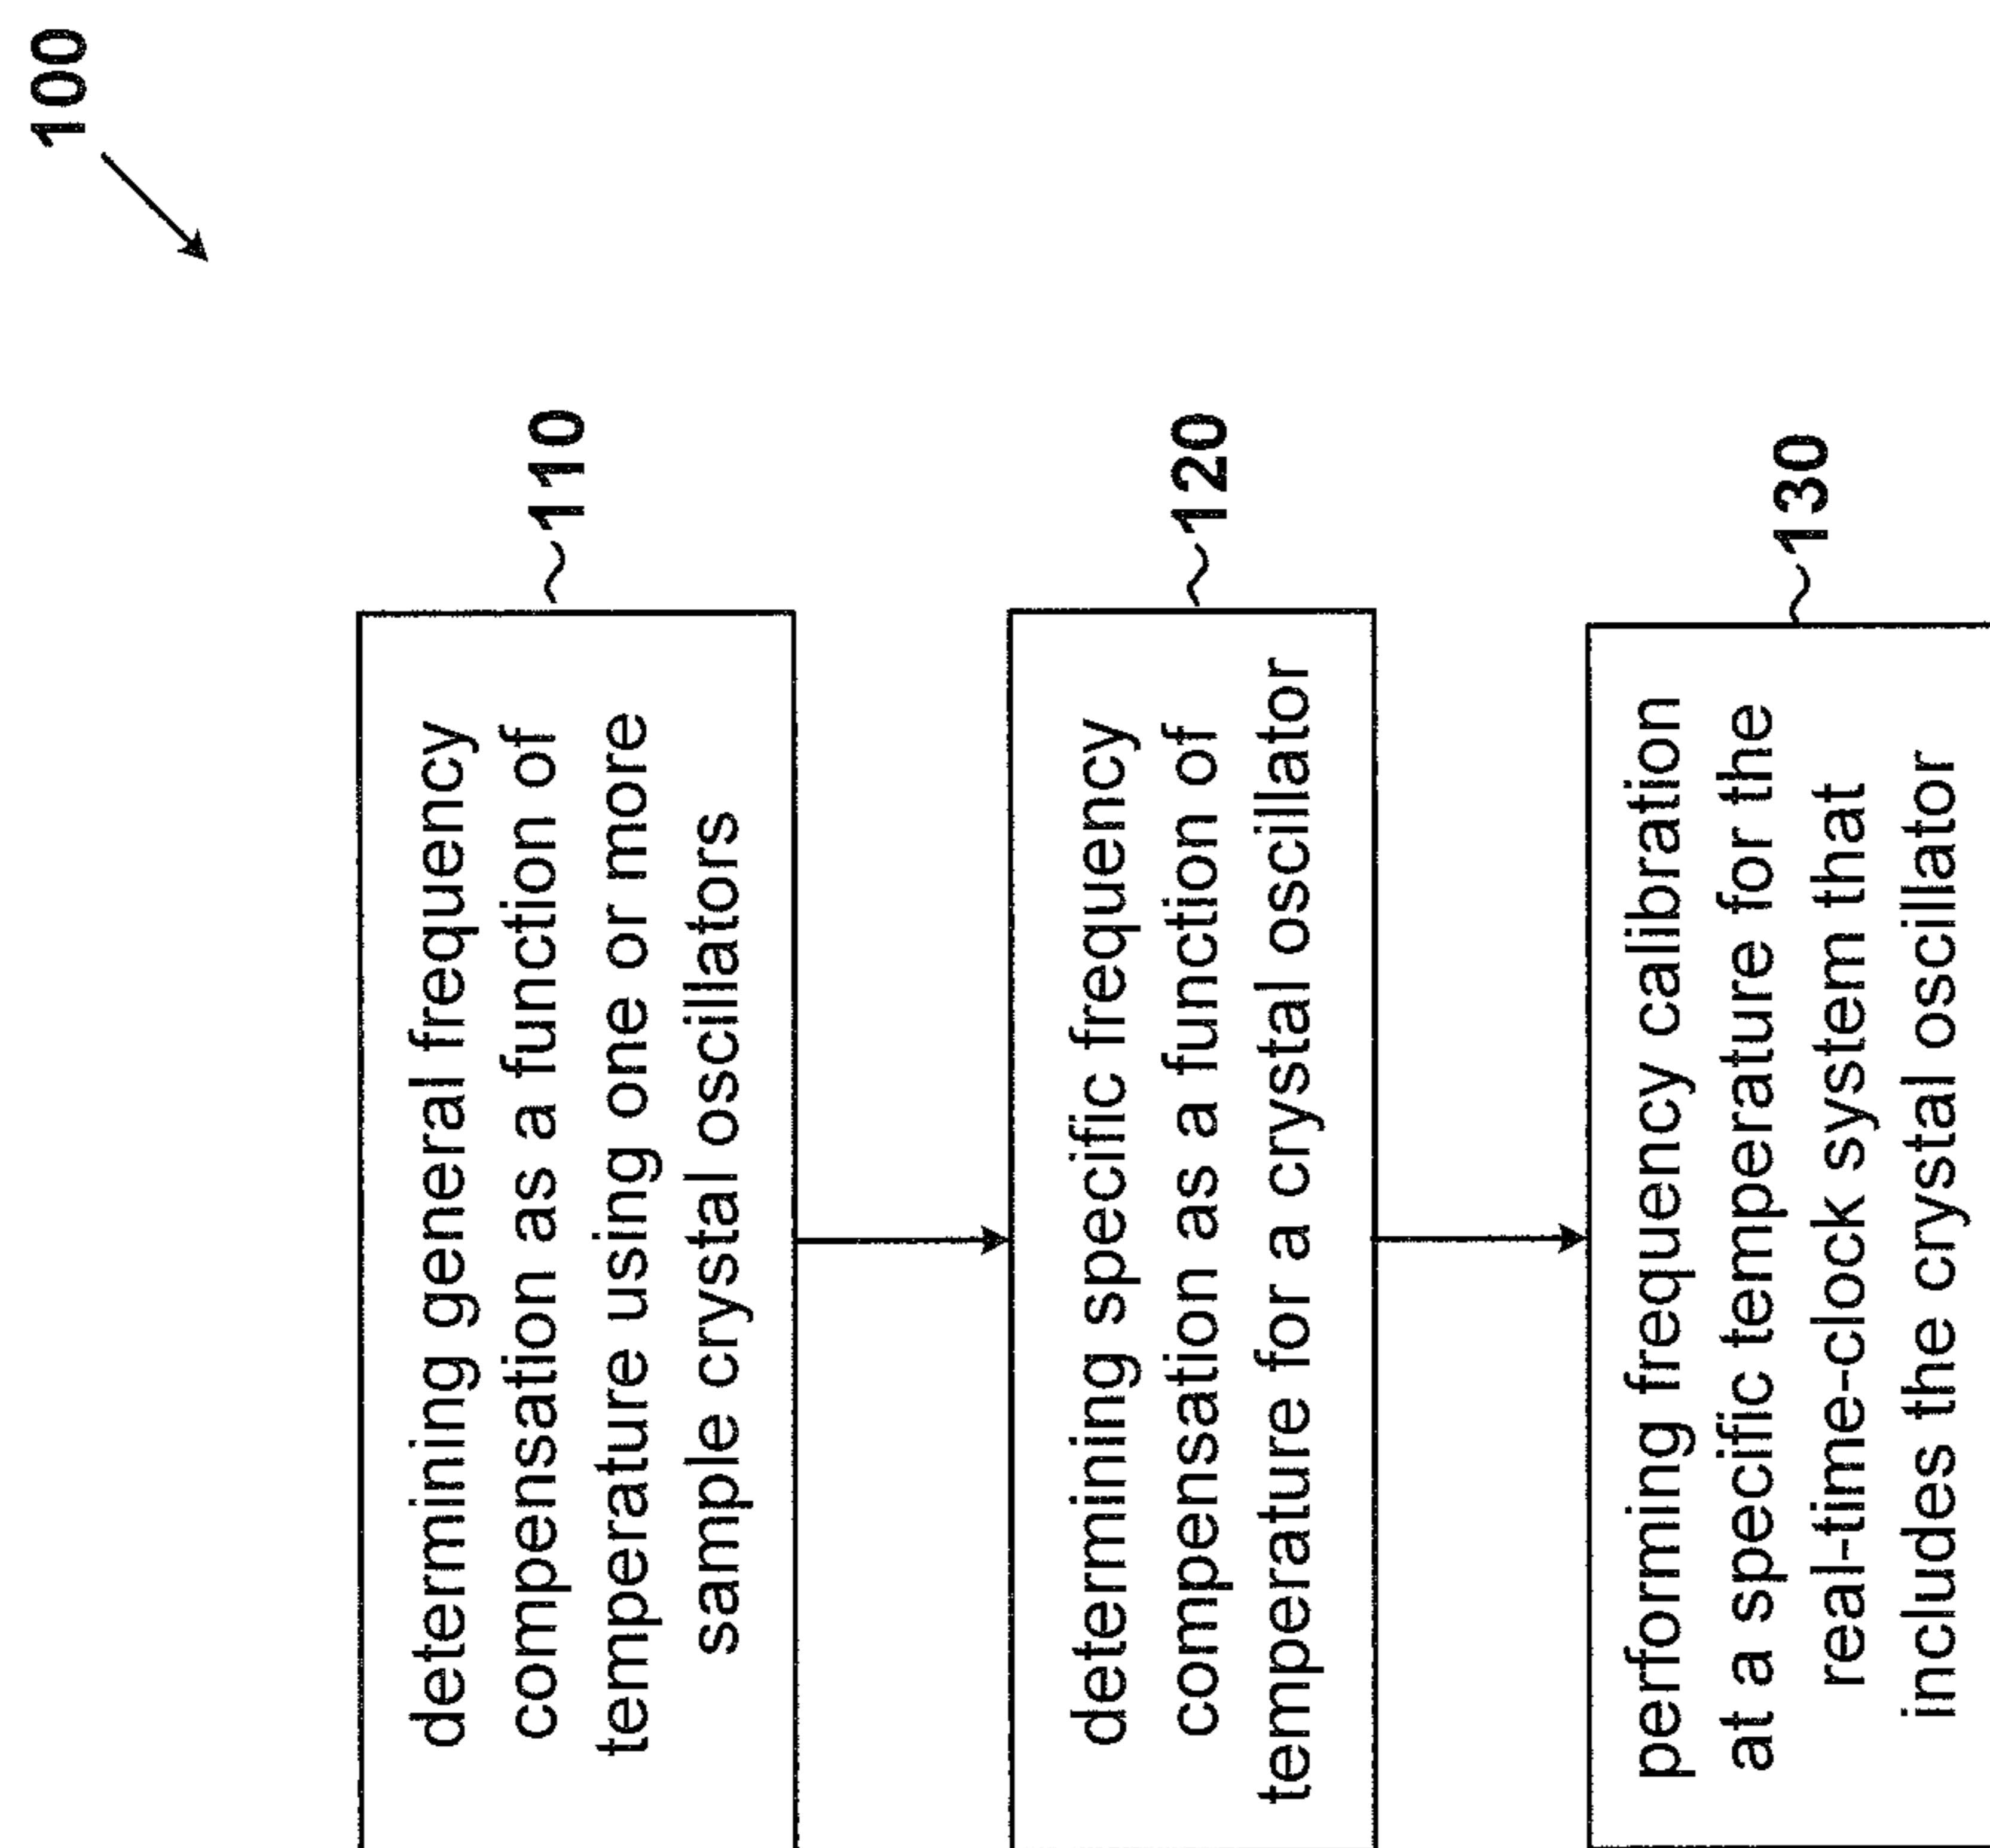 100
determining general frequency
compensation as a function of
temperature using one or more
sample crystal oscillators
110
determining specific frequency
compensation as a function of
temperature for a crystal oscillator
120
performing frequency calibration
at a specific temperature for the
real-time-clock system that
includes the crystal oscillator
130